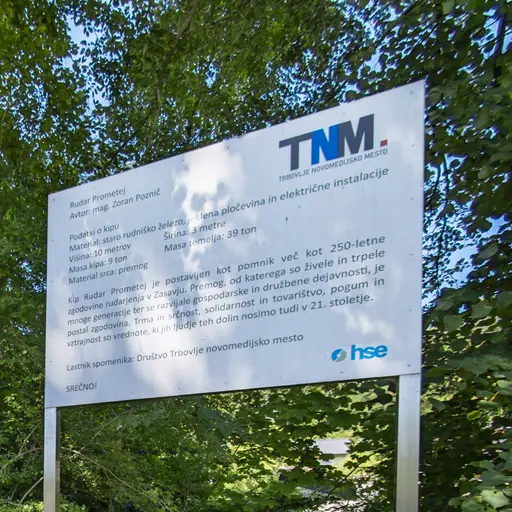 TNM.
TRBOVLJE NOVOMEDIJSKO MESTO
Rudar Prometej
Avtor: mag. Zoran Poznič
Podatki o kipu
Material: staro rudniško železo, jeklena pločevina in električne instalacije
Višina: 10 metrov Širina: 3 metre
Masa kipa: 9 ton Masa temelja: 39 ton
Material srca: premog
Kip Rudar Prometej je postavljen kot pomnik več kot 250-letne
zgodovine rudarjenja v Zasavju. Premog, od katerega so živele in trpele
mnoge generacije ter se razvijale gospodarske in družbene dejavnosti, je
postal zgodovina. Trma in srčnost, solidarnost in tovarištvo, pogum in
vztrajnost so vrednote, ki jih ljudje teh dolin nosimo tudi v 21. stoletje.
Lastnik spomenika: Društvo Trbovlje novomedijsko mesto
hse
SREČNO!